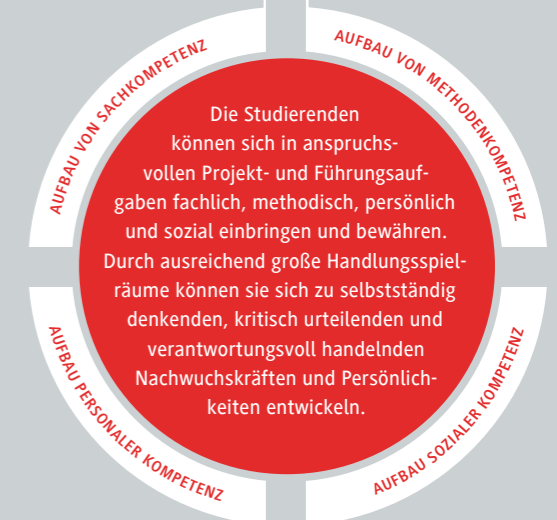 AUFBAU VON SACHKOMPETENZ
AUFBAU VON METHODENKOMPETENZ
Die Studierenden
können sich in anspruchs-
vollen Projekt- und Führungsauf-
gaben fachlich, methodisch, persönlich
und sozial einbringen und bewähren.
Durch ausreichend große Handlungsspiel-
räume können sie sich zu selbstständig
denkenden, kritisch urteilenden und
verantwortungsvoll handelnden
Nachwuchskräften und Persönlich-
keiten entwickeln.
AUFBAU PERSONALER KOMPETENZ
AUFBAU SOZIALER KOMPETENZ